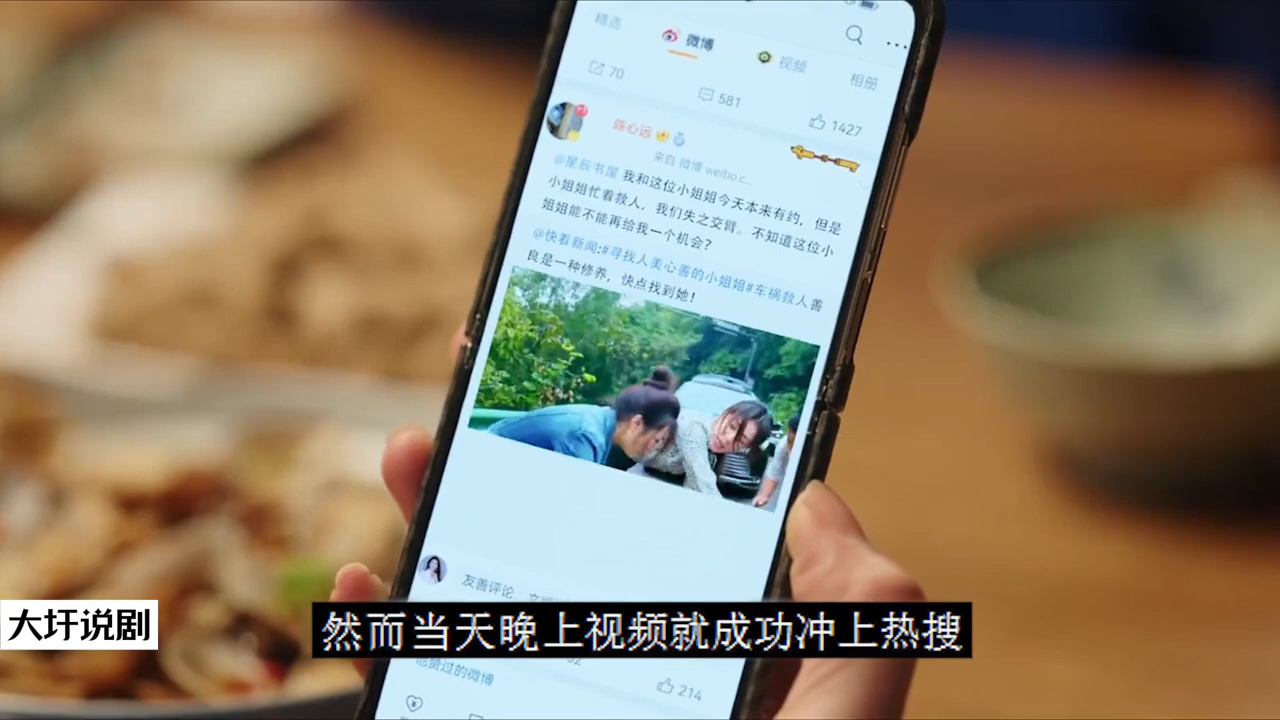 精选
微博
视频
相册
70
581
1427
陈心远
来自 微博 weibo.c...
@星辰书屋 我和这位小姐姐今天本来有约，但是
小姐姐忙着救人，我们失之交臂。不知道这位小
姐姐能不能再给我一个机会？
@快看新闻:#寻找人美心善的小姐姐#车祸救人善
良是一种修养，快点找到她！
友善评论
大圩说剧
然而当天晚上视频就成功冲上热搜
他赞过的微博
214